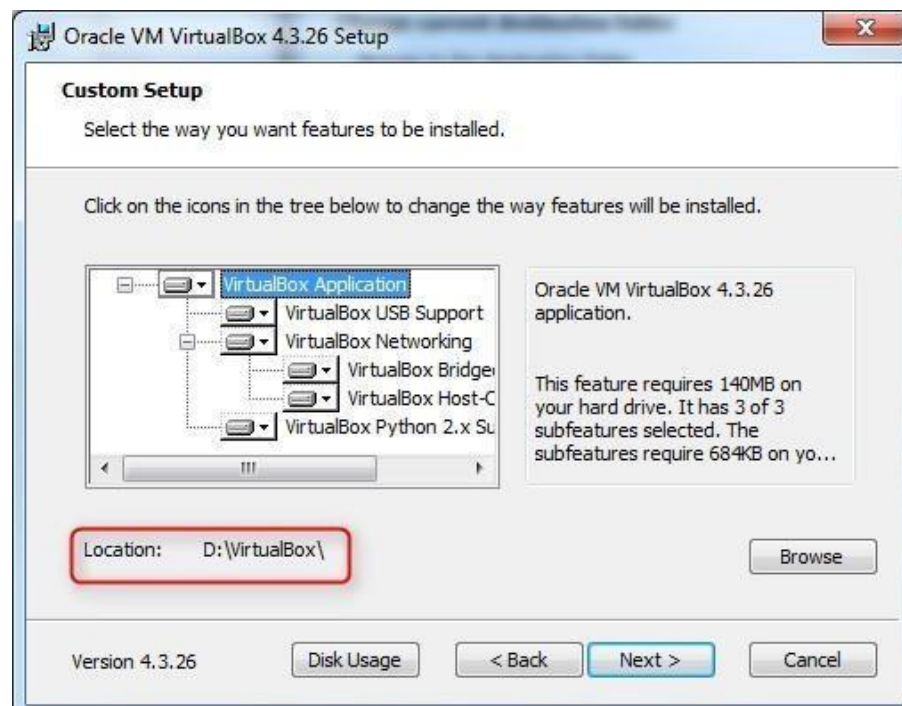 Oracle VM VirtualBox 4.3.26 Setup
Custom Setup
Select the way you want features to be installed.
Click on the icons in the tree below to change the way features will be installed.
VirtualBox Application
VirtualBox USB Support
VirtualBox Networking
VirtualBox Bridge
VirtualBox Host-C
VirtualBox Python 2.x Su
Oracle VM VirtualBox 4.3.26
application.
This feature requires 140MB on
your hard drive. It has 3 of 3
subfeatures selected. The
subfeatures require 684KB on yo...
Location: D:\VirtualBox\
Browse
Version 4.3.26
Disk Usage
< Back
Next >
Cancel